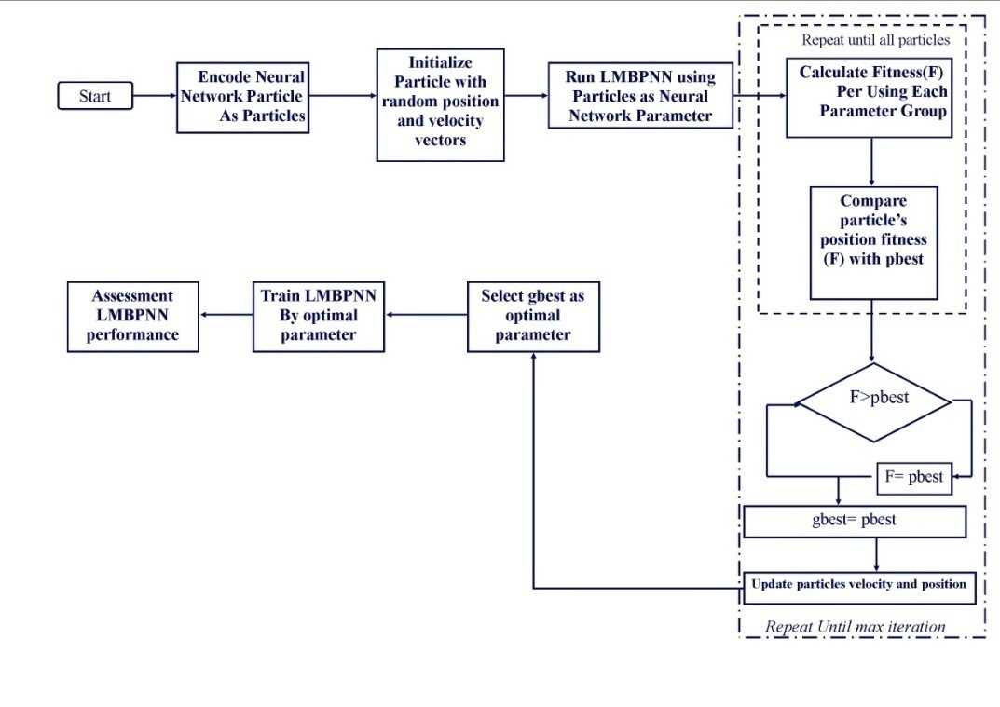 Start
Encode Neural
Network Particle
As Particles
Initialize
Particle with
random position
and velocity
vectors
Run LMBPNN using
Particles as Neural
Network Parameter
Repeat until all particles
Calculate Fitness(F)
Per Using Each
Parameter Group
Compare
particle’s
position fitness
(F) with pbest
F>pbest
F= pbest
gbest= pbest
Update particles velocity and position
Repeat Until max iteration
Select gbest as
optimal
parameter
Train LMBPNN
By optimal
parameter
Assessment
LMBPNN
performance